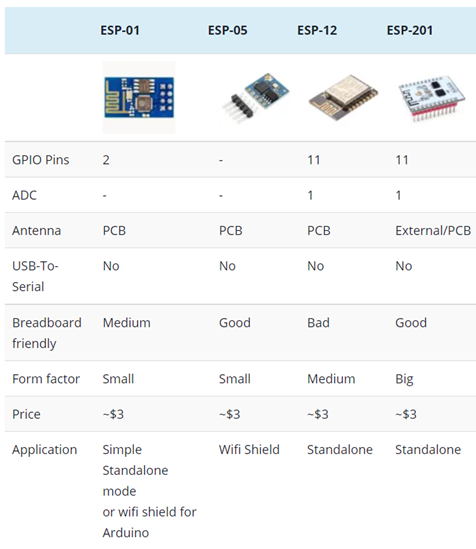 ESP-01 ESP-05 ESP-12 ESP-201
GPIO Pins 2 - 11 11
ADC - - 1 1
Antenna PCB PCB PCB External/PCB
USB-To- No No No No
Serial
Breadboard Medium Good Bad Good
friendly
Form factor Small Small Medium Big
Price ~$3 ~$3 ~$3 ~$3
Application Simple Wifi Shield Standalone Standalone
Standalone
mode
or wifi shield for
Arduino